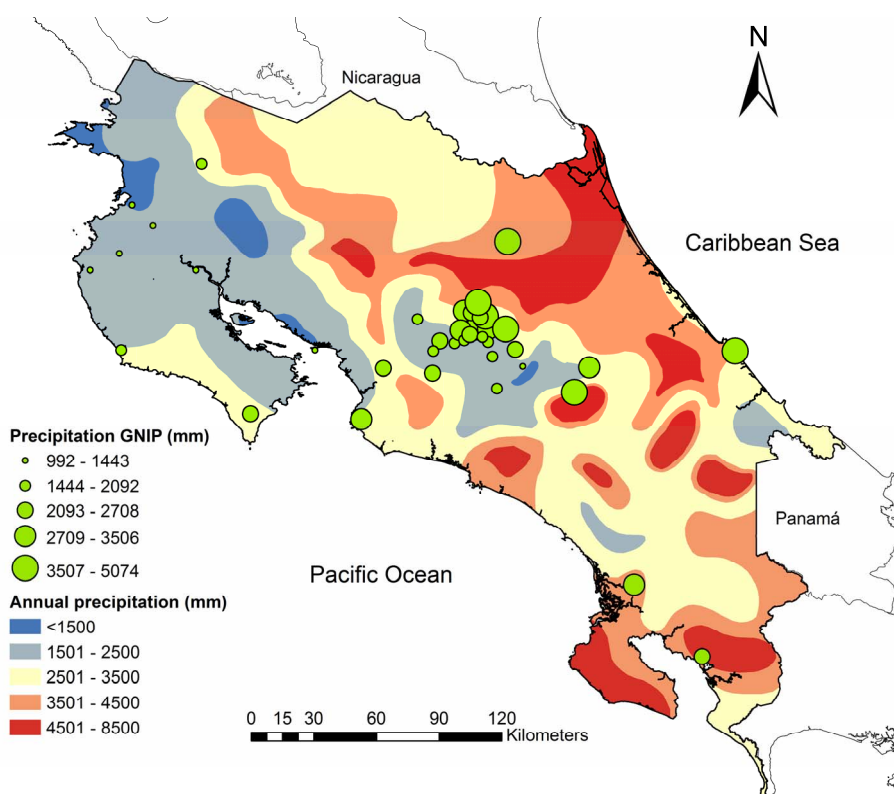 N
Nicaragua
Caribbean Sea
Precipitation GNIP (mm)
992 - 1443
1444 - 2092
2093 - 2708
2709 - 3506
3507 - 5074
Panamá
Pacific Ocean
Annual precipitation (mm)
<1500
1501 - 2500
2501 - 3500
3501 - 4500
4501 - 8500
0 15 30 60 90 120
Kilometers